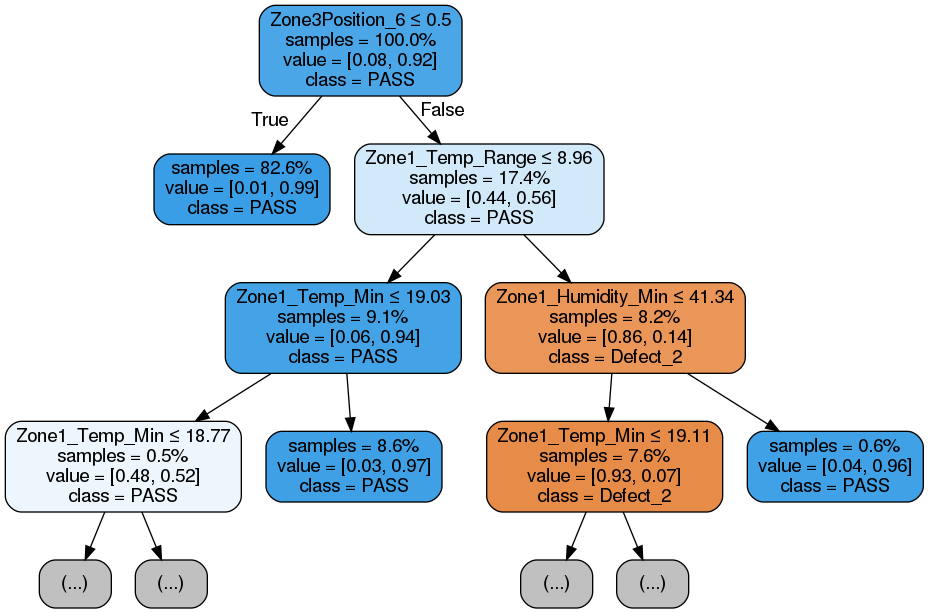 Zone3Position_6 ≤ 0.5
samples = 100.0%
value = [0.08, 0.92]
class = PASS
True
False
samples = 82.6%
value = [0.01, 0.99]
class = PASS
Zone1_Temp_Range ≤ 8.96
samples = 17.4%
value = [0.44, 0.56]
class = PASS
Zone1_Temp_Min ≤ 19.03
samples = 9.1%
value = [0.06, 0.94]
class = PASS
Zone1_Humidity_Min ≤ 41.34
samples = 8.2%
value = [0.86, 0.14]
class = Defect_2
Zone1_Temp_Min ≤ 18.77
samples = 0.5%
value = [0.48, 0.52]
class = PASS
samples = 8.6%
value = [0.03, 0.97]
class = PASS
Zone1_Temp_Min ≤ 19.11
samples = 7.6%
value = [0.93, 0.07]
class = Defect_2
samples = 0.6%
value = [0.04, 0.96]
class = PASS
(...)
(...)
(...)
(...)